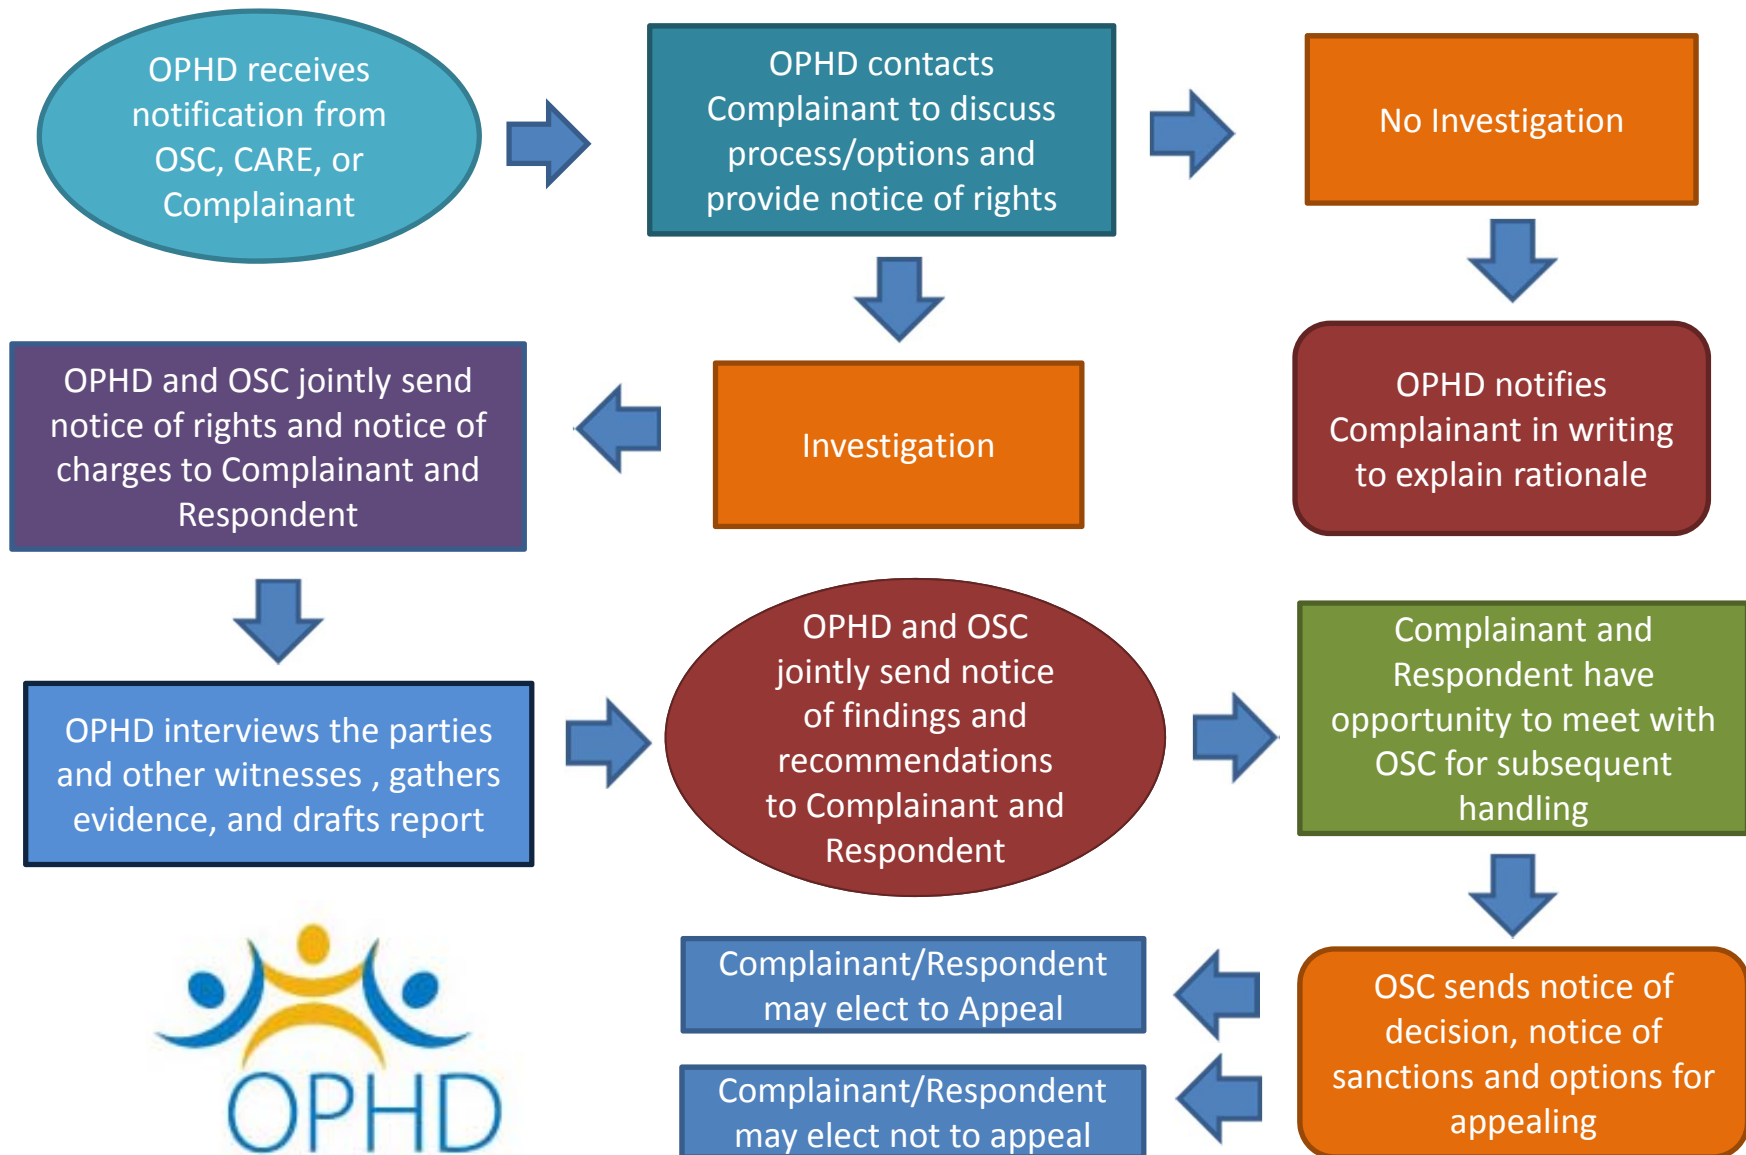 OPHD receives
notification from
OSC, CARE, or
Complainant
OPHD contacts
Complainant to discuss
process/options and
provide notice of rights
No Investigation
OPHD and OSC jointly send
notice of rights and notice of
charges to Complainant and
Respondent
Investigation
OPHD notifies
Complainant in writing
to explain rationale
OPHD interviews the parties
and other witnesses , gathers
evidence, and drafts report
OPHD and OSC
jointly send notice
of findings and
recommendations
to Complainant and
Respondent
Complainant and
Respondent have
opportunity to meet with
OSC for subsequent
handling
OSC sends notice of
decision, notice of
sanctions and options for
appealing
Complainant/Respondent
may elect to Appeal
Complainant/Respondent
may elect not to appeal
OPHD